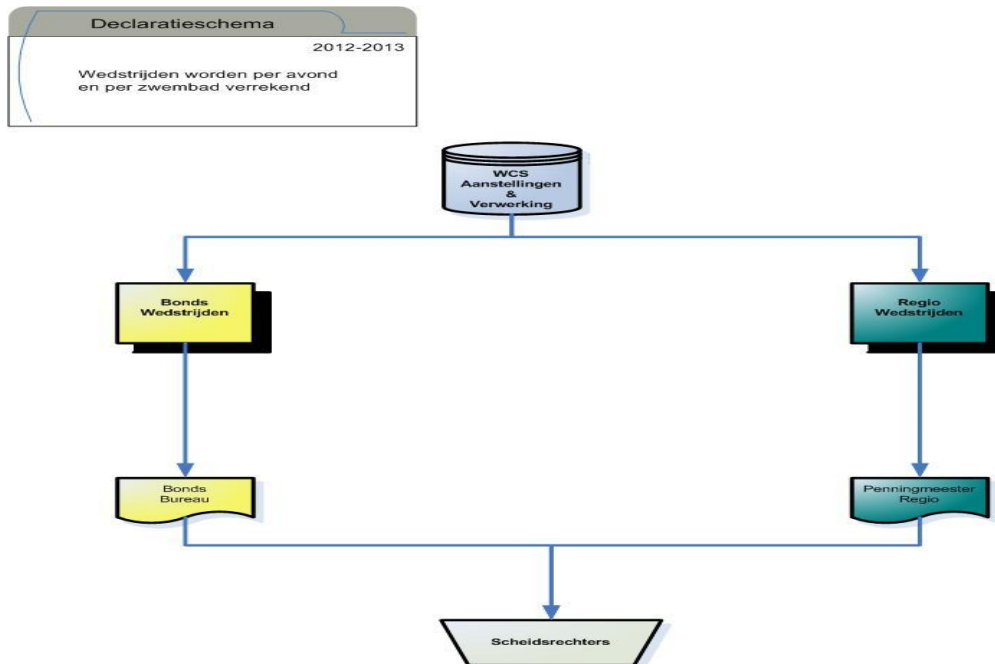 Declaratieschema
2012-2013
Wedstrijden worden per avond
en per zwembad verrekend
WCS
Aanstellingen
&
Verwerking
Bonds
Wedstrijden
Regio
Wedstrijden
Bonds
Bureau
Penningmeester
Regio
Scheidsrechters